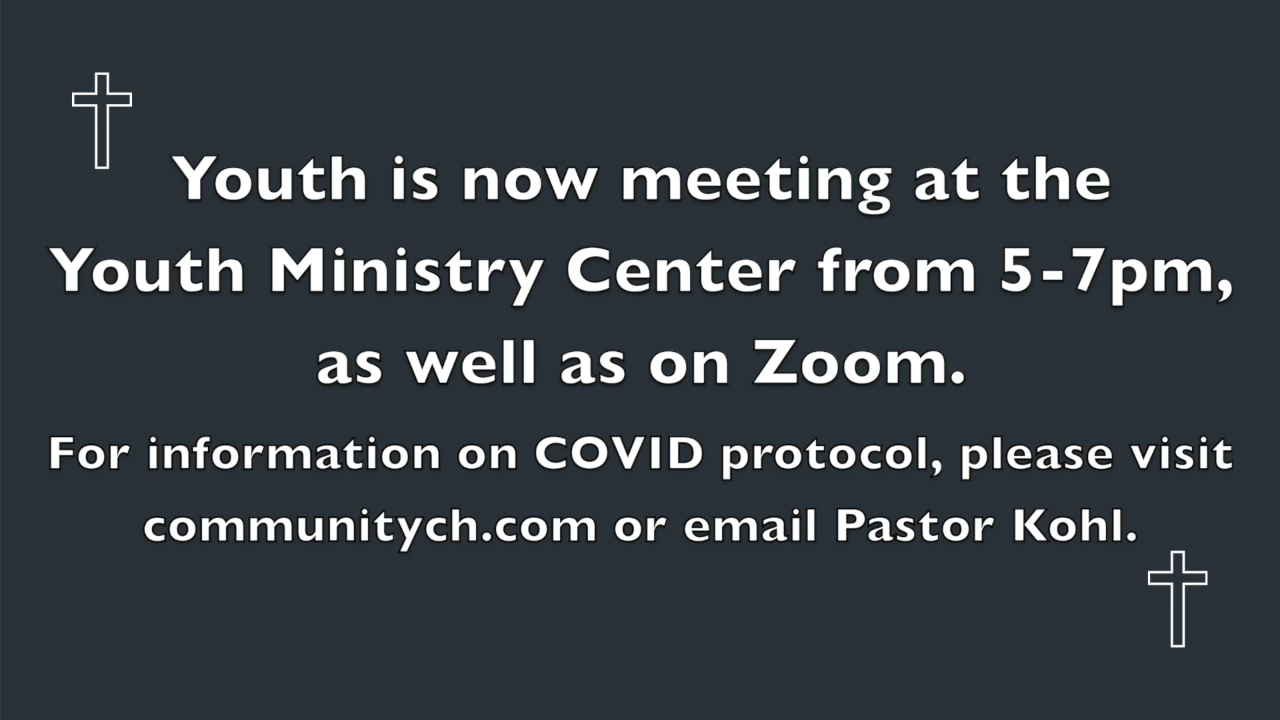 Youth is now meeting at the
Youth Ministry Center from 5-7pm,
as well as on Zoom.
For information on COVID protocol, please visit
communitych.com or email Pastor Kohl.